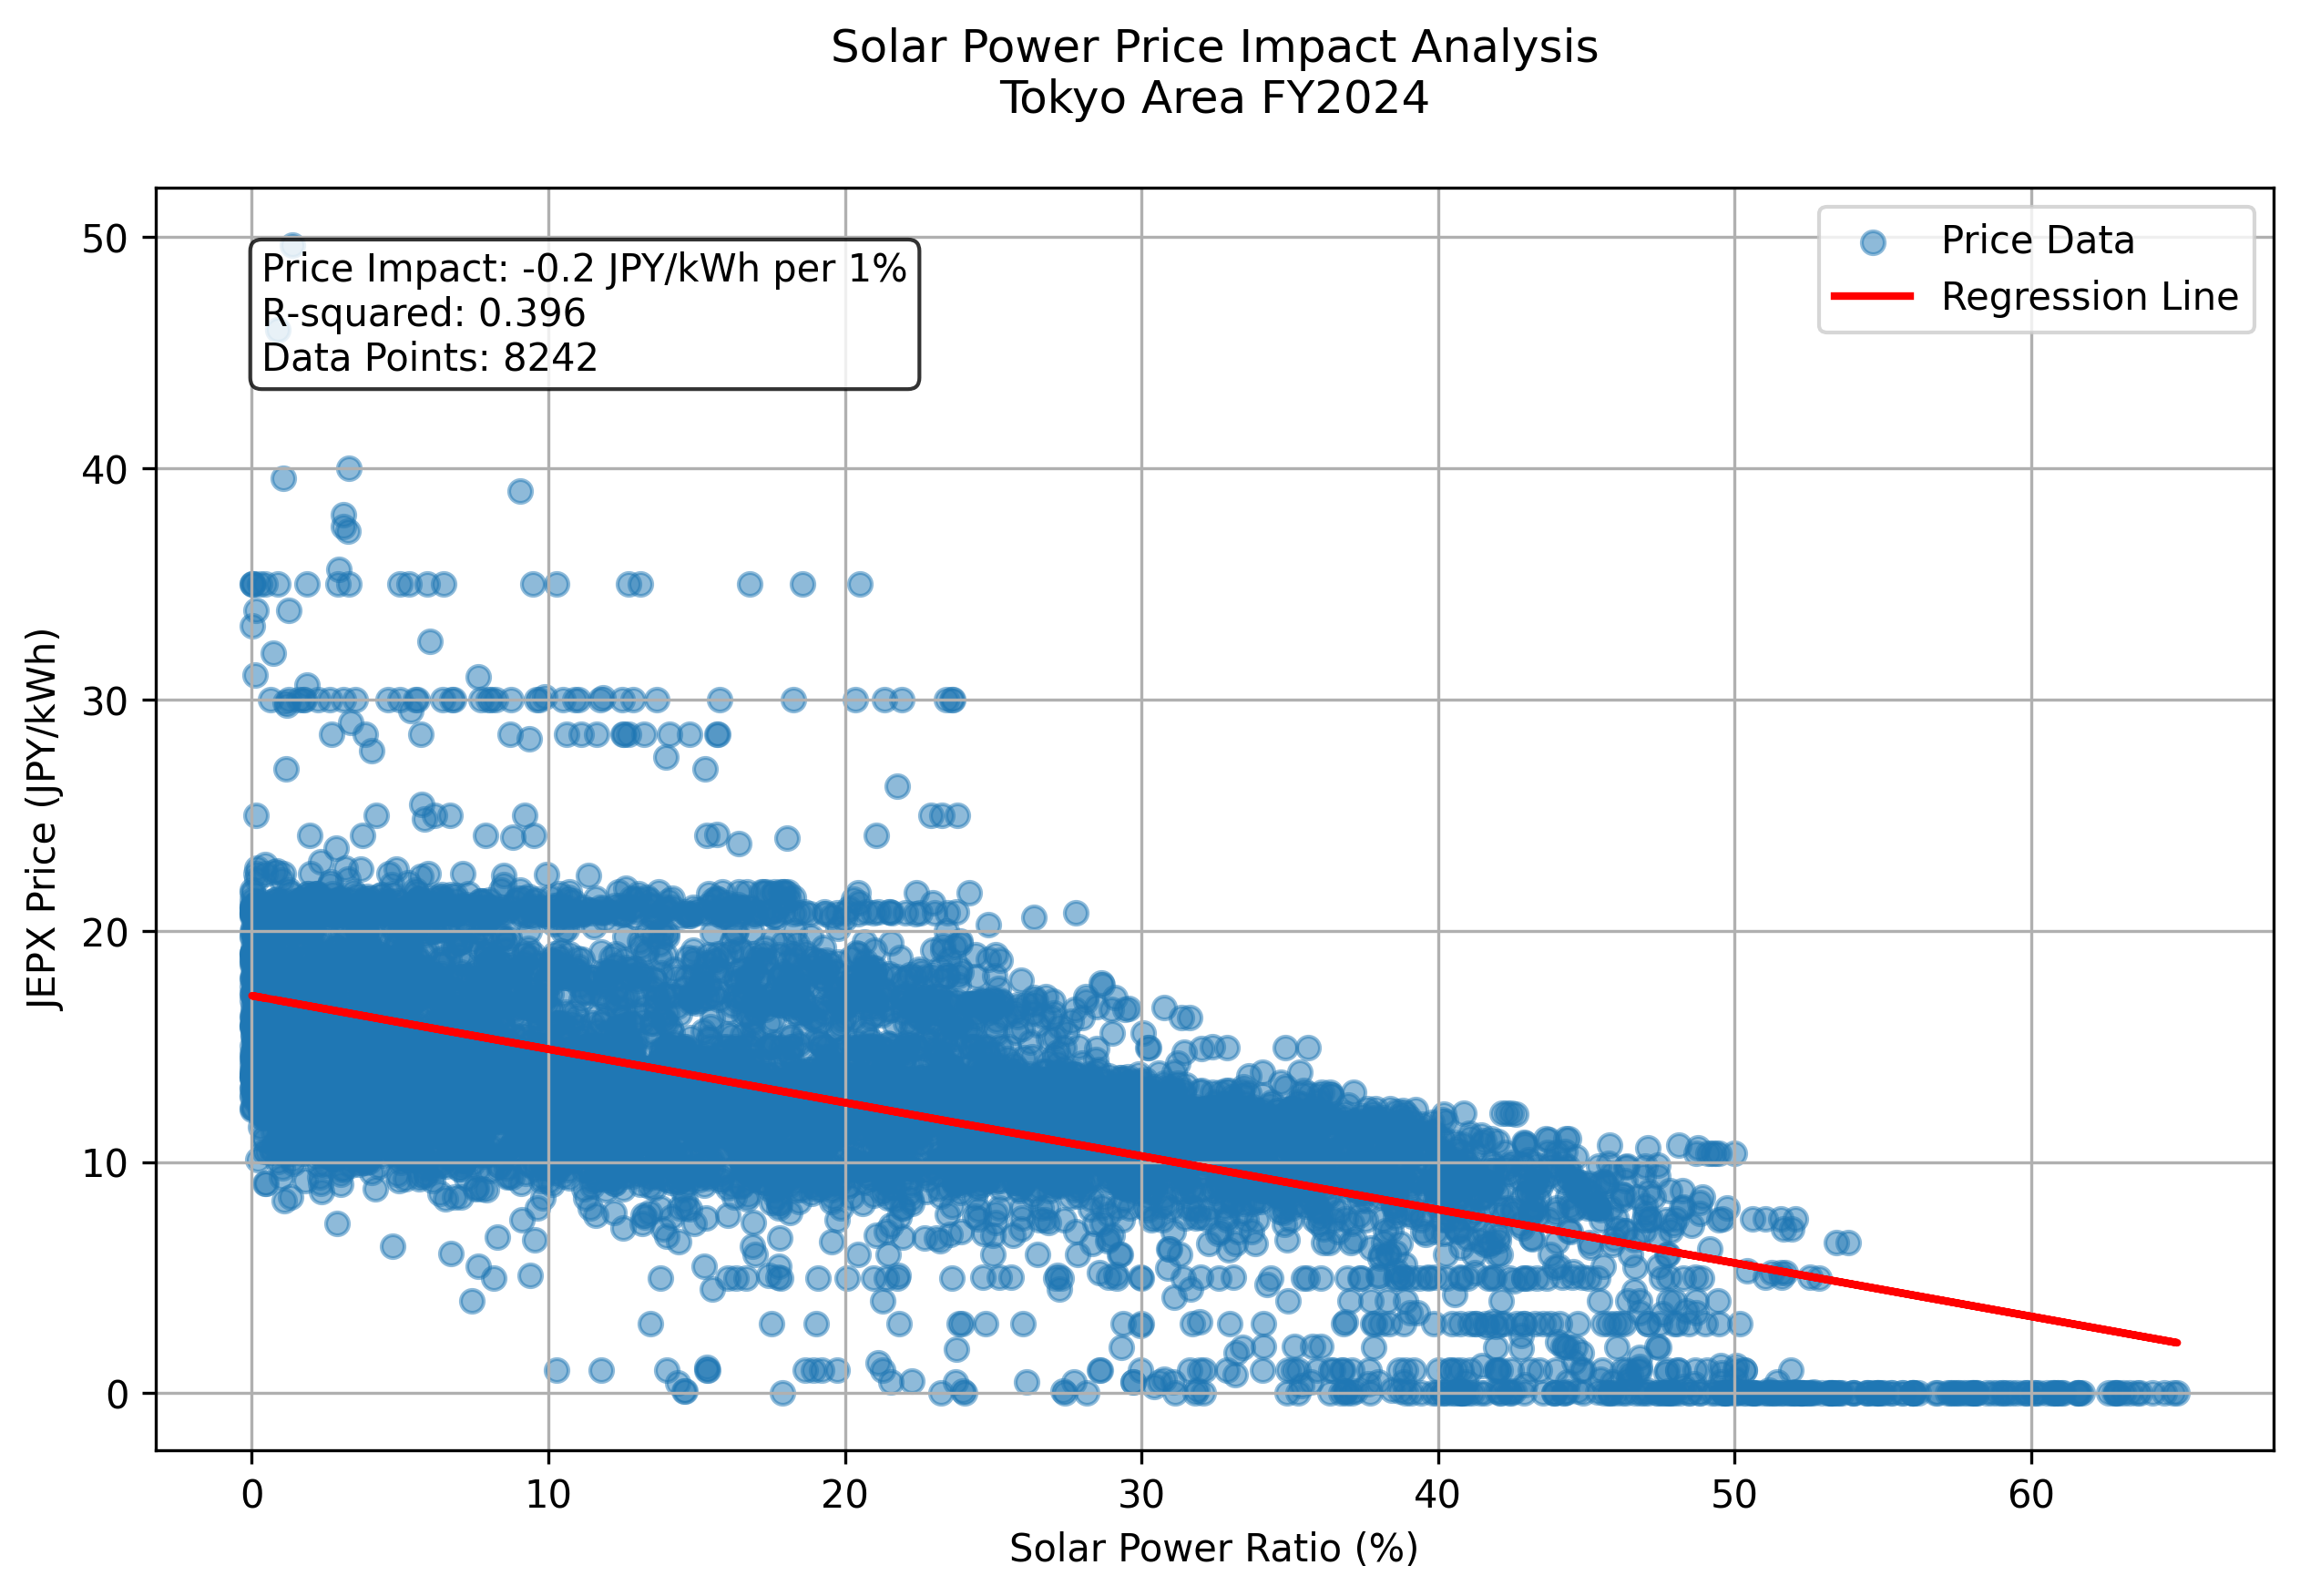 Solar Power Price Impact Analysis
Tokyo Area FY2024
Price Impact: -0.2 JPY/kWh per 1%
R-squared: 0.396
Data Points: 8242
Price Data
Regression Line
JEPX Price (JPY/kWh)
50
40
30
20
10
0
0 10 20 30 40 50 60
Solar Power Ratio (%)